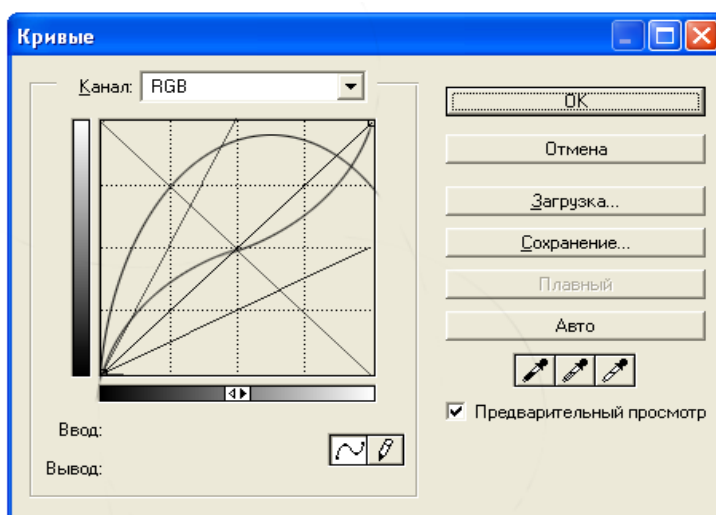 Кривые
Канал: RGB
OK
Отмена
Загрузка...
Сохранение...
Плавный
Авто
Предварительный просмотр
Ввод:
Вывод: